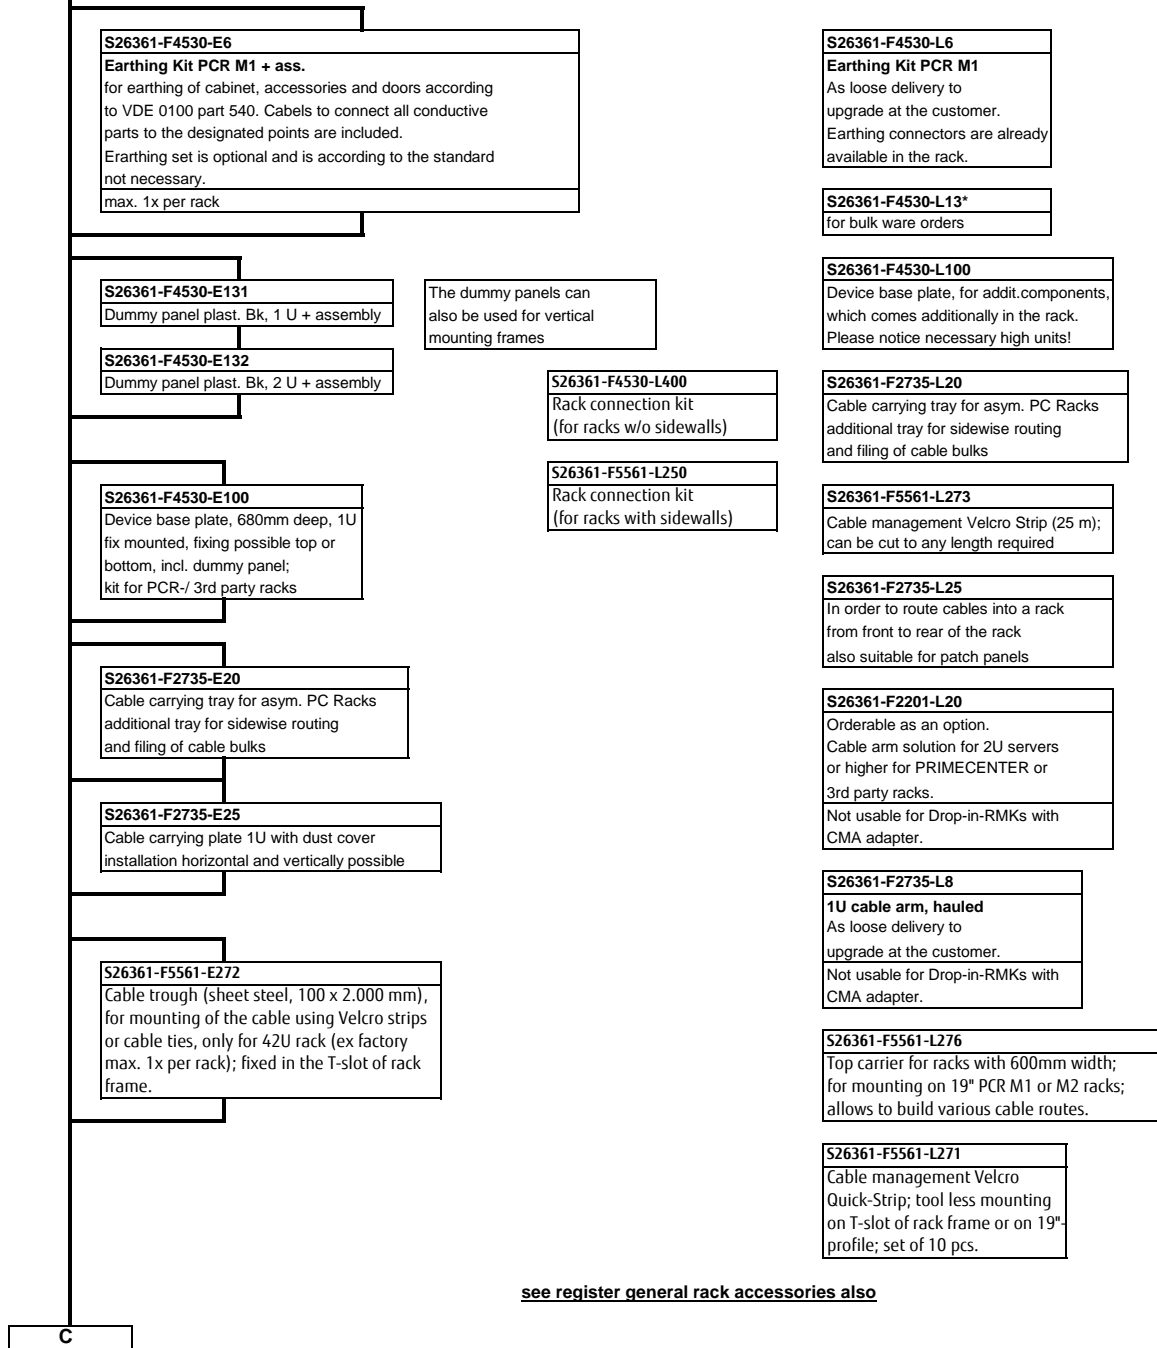 S26361-F4530-E6
Earthing Kit PCR M1 + ass.
for earthing of cabinet, accessories and doors according
to VDE 0100 part 540. Cabels to connect all conductive
parts to the designated points are included.
Erarthing set is optional and is according to the standard
not necessary.
max. 1x per rack
S26361-F4530-L6
Earthing Kit PCR M1
As loose delivery to
upgrade at the customer.
Earthing connectors are already
available in the rack.
S26361-F4530-L13*
for bulk ware orders
S26361-F4530-E131
Dummy panel plast. Bk, 1 U + assembly
S26361-F4530-E132
Dummy panel plast. Bk, 2 U + assembly
The dummy panels can
also be used for vertical
mounting frames
S26361-F4530-L100
Device base plate, for addit.components,
which comes additionally in the rack.
Please notice necessary high units!
S26361-F4530-L400
Rack connection kit
(for racks w/o sidewalls)
S26361-F2735-L20
Cable carrying tray for asym. PC Racks
additional tray for sidewise routing
and filing of cable bulks
S26361-F5561-L250
Rack connection kit
(for racks with sidewalls)
S26361-F4530-E100
Device base plate, 680mm deep, 1U
fix mounted, fixing possible top or
bottom, incl. dummy panel;
kit for PCR-/ 3rd party racks
S26361-F5561-L273
Cable management Velcro Strip (25 m);
can be cut to any length required
S26361-F2735-L25
In order to route cables into a rack
from front to rear of the rack
also suitable for patch panels
S26361-F2735-E20
Cable carrying tray for asym. PC Racks
additional tray for sidewise routing
and filing of cable bulks
S26361-F2201-L20
Orderable as an option.
Cable arm solution for 2U servers
or higher for PRIMECENTER or
3rd party racks.
Not usable for Drop-in-RMKs with
CMA adapter.
S26361-F2735-E25
Cable carrying plate 1U with dust cover
installation horizontal and vertically possible
S26361-F2735-L8
1U cable arm, hauled
As loose delivery to
upgrade at the customer.
Not usable for Drop-in-RMKs with
CMA adapter.
S26361-F5561-E272
Cable trough (sheet steel, 100 x 2.000 mm),
for mounting of the cable using Velcro strips
or cable ties, only for 42U rack (ex factory
max. 1x per rack); fixed in the T-slot of rack
frame.
S26361-F5561-L276
Top carrier for racks with 600mm width;
for mounting on 19" PCR M1 or M2 racks;
allows to build various cable routes.
S26361-F5561-L271
Cable management Velcro
Quick-Strip; tool less mounting
on T-slot of rack frame or on 19"-
profile; set of 10 pcs.
see register general rack accessories also
C